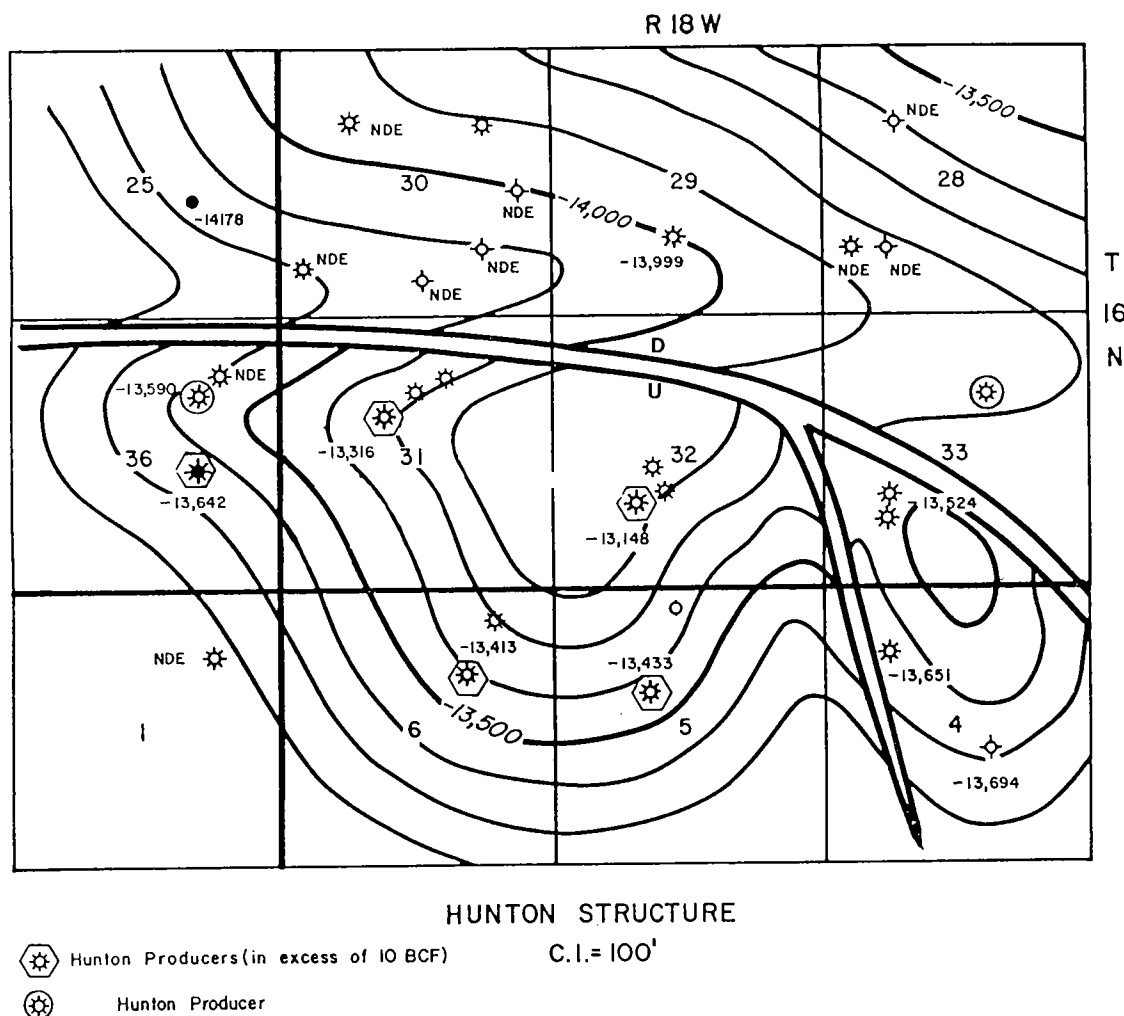 R 18 W
-13,500
NDE
NDE
25
30
29
28
-14178
NDE
-14,000
NDE
NDE
NDE
-13,999
NDE
NDE
T
16
N
D
U
-13,590
NDE
36
-13,316
31
32
33
-13,642
-13,524
-13,148
NDE
-13,413
-13,433
-13,651
1
6
-13,500
5
4
-13,694
HUNTON STRUCTURE
C.I.= 100'
Hunton Producers (in excess of 10 BCF)
Hunton Producer